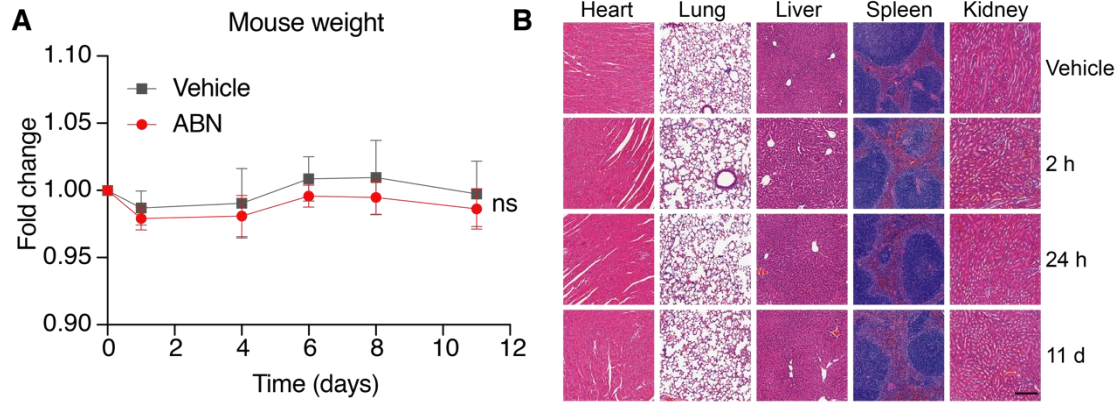 A
Mouse weight
1.10
1.05
1.00
0.95
0.90
Fold change
Vehicle
ABN
ns
0 2 4 6 8 10 12
Time (days)
B
Heart Lung Liver Spleen Kidney
Vehicle
2 h
24 h
11 d